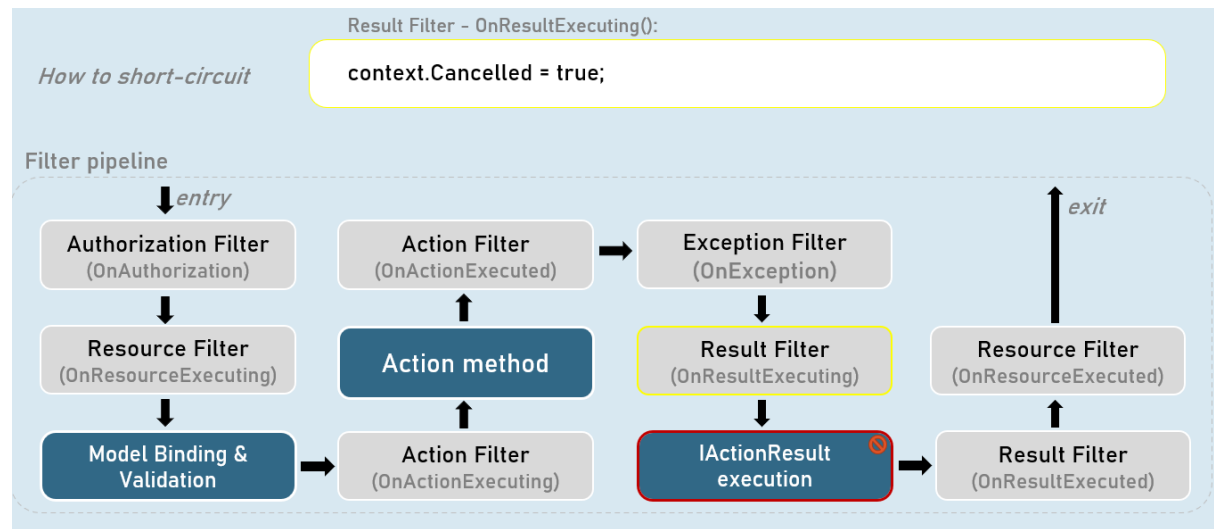 Result Filter - OnResultExecuting():
How to short-circuit
context.Cancelled = true;
Filter pipeline
entry
exit
Authorization Filter
(OnAuthorization)
Resource Filter
(OnResourceExecuting)
Model Binding &
Validation
Action Filter
(OnActionExecuting)
Action method
Action Filter
(OnActionExecuted)
Exception Filter
(OnException)
Result Filter
(OnResultExecuting)
IActionResult
execution
Result Filter
(OnResultExecuted)
Resource Filter
(OnResourceExecuted)